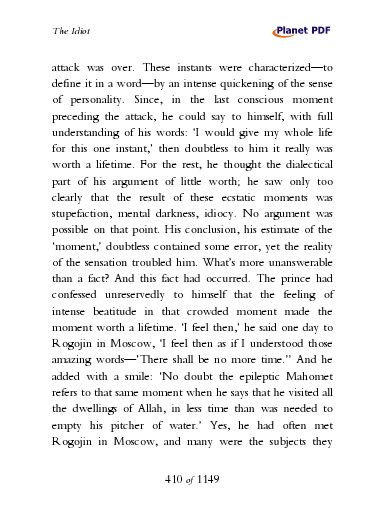 The Idiot
Planet PDF
attack was over. These instants were characterized—to
define it in a word—by an intense quickening of the sense
of personality. Since, in the last conscious moment
preceding the attack, he could say to himself, with full
understanding of his words: ‘I would give my whole life
for this one instant,’ then doubtless to him it really was
worth a lifetime. For the rest, he thought the dialectical
part of his argument of little worth; he saw only too
clearly that the result of these ecstatic moments was
stupefaction, mental darkness, idiocy. No argument was
possible on that point. His conclusion, his estimate of the
‘moment,’ doubtless contained some error, yet the reality
of the sensation troubled him. What’s more unanswerable
than a fact? And this fact had occurred. The prince had
confessed unreservedly to himself that the feeling of
intense beatitude in that crowded moment made the
moment worth a lifetime. ‘I feel then,’ he said one day to
Rogojin in Moscow, ‘I feel then as if I understood those
amazing words—’There shall be no more time.’’ And he
added with a smile: ‘No doubt the epileptic Mahomet
refers to that same moment when he says that he visited all
the dwellings of Allah, in less time than was needed to
empty his pitcher of water.’ Yes, he had often met
Rogojin in Moscow, and many were the subjects they
410 of 1149